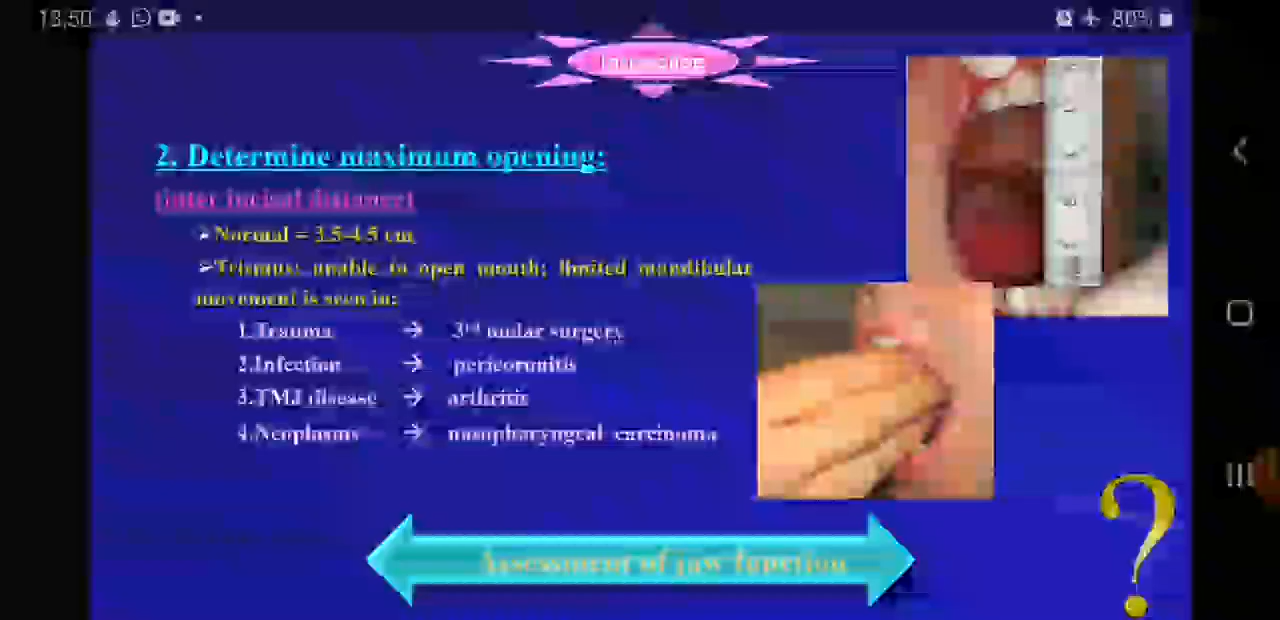 13:50
80%
2. Determine maximum opening:
(inter incisal distance)
➢Normal = 3.5-4.5 cm
➢Trismus: unable to open mouth; limited mandibular
movement is seen in:
1.Trauma → 3rd molar surgery
2.Infection → pericoronitis
3.TMJ disease → arthritis
4.Neoplasms → nasopharyngeal carcinoma
Assessment of jaw function
?